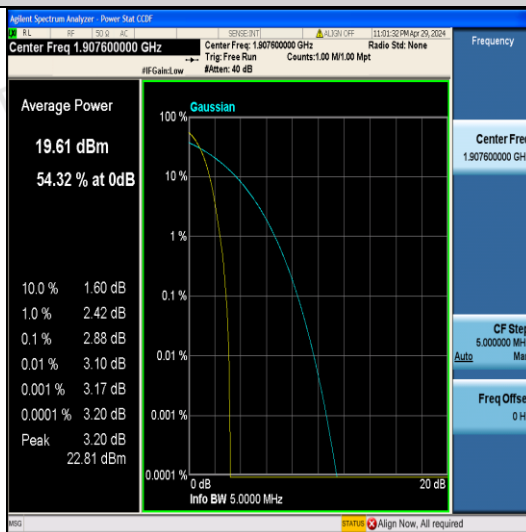 Agilent Spectrum Analyzer - Power Stat CCDF
RL RF 50 Ω AC SENSE:INT ALIGN OFF 11:01:32 PM Apr 29, 2024
Center Freq 1.907600000 GHz
Center Freq: 1.907600000 GHz Radio Std: None
Trig: Free Run Counts:1.00 M/1.00 Mpt
#IFGain:Low #Atten: 40 dB
Frequency
Average Power
19.61 dBm
54.32 % at 0dB
10.0 % 1.60 dB
1.0 % 2.42 dB
0.1 % 2.88 dB
0.01 % 3.10 dB
0.001 % 3.17 dB
0.0001 % 3.20 dB
Peak 3.20 dB
22.81 dBm
Gaussian
100 %
10 %
1 %
0.1 %
0.01 %
0.001 %
0.0001 %
0 dB 20 dB
Info BW 5.0000 MHz
Center Fre
1.907600000 GH
CF Step
5.000000 MH
Auto Ma
Freq Offse
0 H
MSG STATUS Align Now, All required